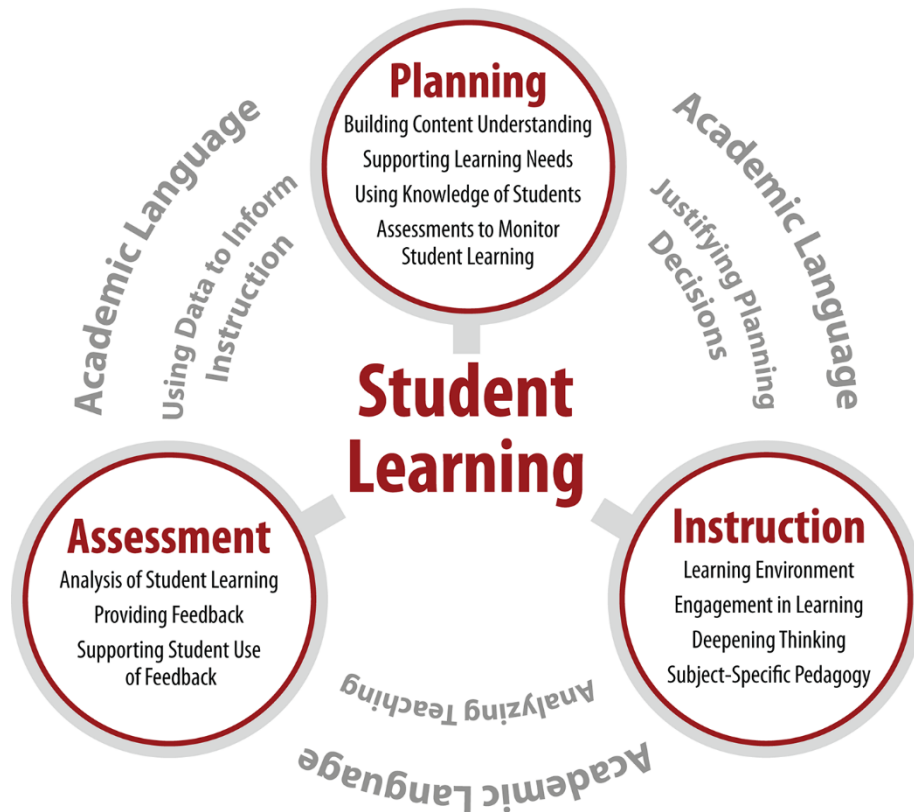 Planning
Building Content Understanding
Supporting Learning Needs
Using Knowledge of Students
Assessments to Monitor
Student Learning
Academic Language
Using Data to Inform
Instruction
Academic Language
Justifying Planning
Decisions
Student
Learning
Assessment
Analysis of Student Learning
Providing Feedback
Supporting Student Use
of Feedback
Instruction
Learning Environment
Engagement in Learning
Deepening Thinking
Subject-Specific Pedagogy
Analyzing Teaching
Academic Language